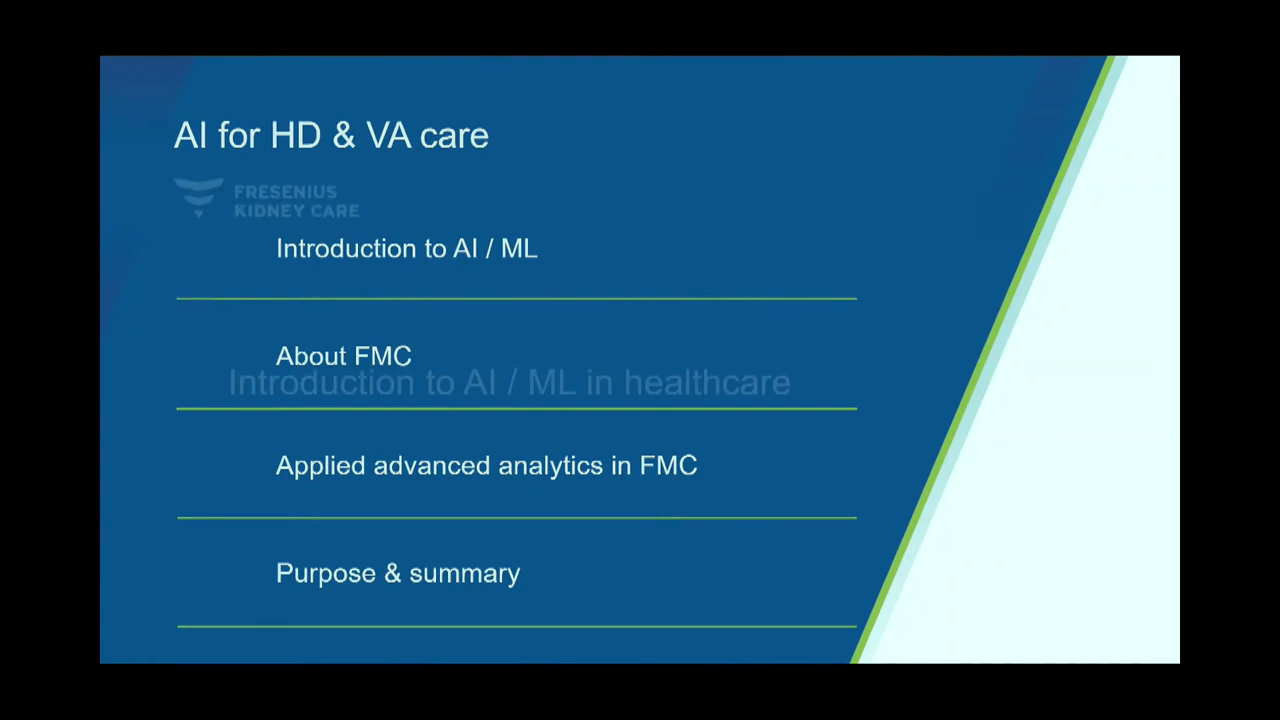 AI for HD & VA care
FRESENIUS
KIDNEY CARE
Introduction to AI / ML
About FMC
Introduction to AI / ML in healthcare
Applied advanced analytics in FMC
Purpose & summary